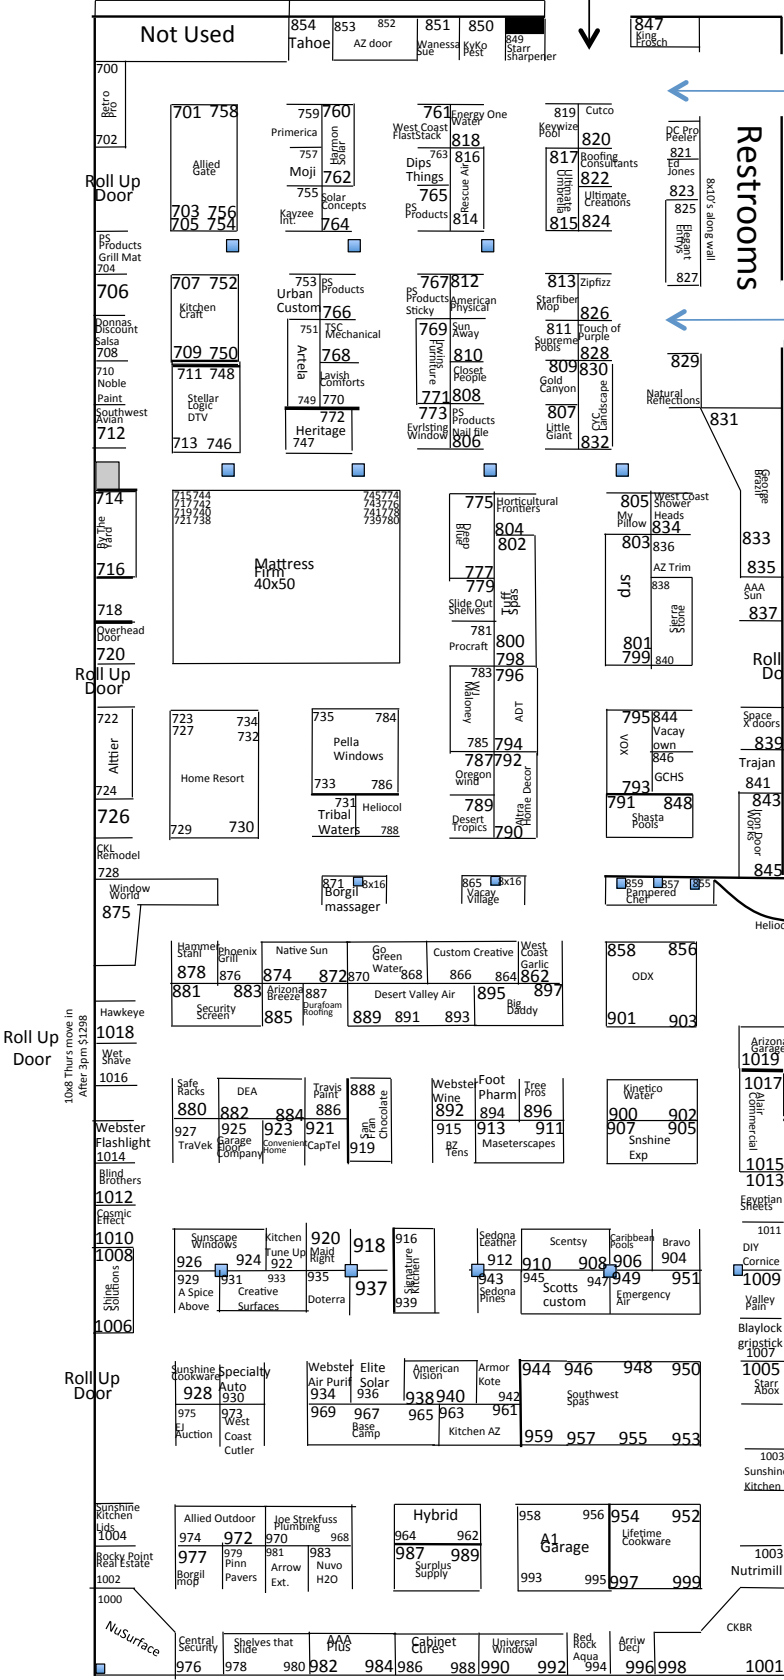 Not Used
854
Tahoe
853 852
AZ door
851
Wanessa
Sue
850
KyKo
Pest
849
Starr
sharpener
847
King
Frosch
700
Retro
Pro
702
701 758
Allied
Gate
703 756
705 754
759 760
Primerica
Harmon
Solar
757
Moji
762
755
Solar
Concepts
Kayzee
Int.
764
761
Energy One
Water
West Coast
FlastStack
818
763
Dips
Things
816
Rescue Air
765
PS
Products
814
819
Cutco
Keywize
Pool
820
817
Roofing
Consultants
Ultimate
Umbrella
822
Ultimate
Creations
815 824
DC Pro
Peeler
821
Ed
Jones
823
825
Elegant
Entrys
827
8x10's along wall
Restrooms
Roll Up
Door
PS
Products
Grill Mat
704
706
Donnas
Discount
Salsa
708
710
Noble
Paint
Southwest
Avian
712
707 752
Kitchen
Craft
709 750
711 748
Stellar
Logic
DTV
713 746
753
PS
Products
Urban
Custom
766
751
TSC
Mechanical
Artela
768
Lavish
Comforts
749 770
772
Heritage
747
767 812
PS
Products
Sticky
American
Physical
769
Irwins
Furniture
Sun
Away
810
Closet
People
771 808
773
Evrlsting
Window
PS
Products
Nail file
806
813
Zipfizz
Starfiber
Mop
826
811
Supreme
Pools
Touch of
Purple
828
809
Gold
Canyon
830
CYC
Landscape
807
Little
Giant
832
829
Natural
Reflections
831
George
Brazil
833
835
AAA
Sun
837
714
By The
Yard
716
718
Overhead
Door
720
Roll Up
Door
715 744
717 742
719 740
721 738
745 774
743 776
741 778
739 780
Mattress
Firm
40x50
775
Horticultural
Frontiers
Deep
Blue
804
802
777
779
Slide Out
Shelves
Tuff
Spas
781
Procraft
800
798
783
WJ
Maloney
796
ADT
785 794
787 792
Oregon
wind
Altra
Home Decor
789
Desert
Tropics
790
805
My
Pillow
West Coast
Shower
Heads
834
803 836
srp
AZ Trim
838
Sierra
Stone
801
799 840
Roll
Do
722
Alttier
724
726
CKL
Remodel
728
723
727
734
732
Home Resort
729 730
735 784
Pella
Windows
733 786
731
Tribal
Waters
Heliocol
788
795 844
VOX
Vacay
own
846
GCHS
793
791 848
Shasta
Pools
Space
X doors
839
Trajan
841
843
Iron Door
Works
845
Window
World
875
871 8x16
Borgil
massager
865 8x16
Vacay
Village
859 857 855
Pampered
Chef
Helioc
Hammer
Stahl
878
Phoenix
Grill
876
Native Sun
874 872
Go
Green
Water
870 868
Custom Creative
866 864
West
Coast
Garlic
862
881 883
Security
Screen
Arizona
Breeze
885
887
Durafoam
Roofing
Desert Valley Air
889 891 893
895 897
Big
Daddy
858 856
ODX
901 903
Roll Up
Door
10x8 Thurs move in
After 3pm $1298
Hawkeye
1018
Wet
Shave
1016
Webster
Flashlight
1014
Blind
Brothers
1012
Cosmic
Effect
1010
1008
Shine
Solutions
1006
Safe
Racks
880
DEA
882 884
Travis
Paint
886
888
San
Fran
Chocolate
919
927
TraVek
925
Garage
Floor
Company
923
Convenient
Home
921
CapTel
Webster
Wine
892
Foot
Pharm
894
Tree
Pros
896
915
BZ
Tens
913 911
Maseterscapes
Kinetico
Water
900 902
907 905
Snshine
Exp
Arizona
Garage
1019
1017
Alair
Commercial
1015
1013
Egyptian
Sheets
1011
DIY
Cornice
1009
Valley
Pain
Blaylock
gripstick
1007
1005
Starr
Abox
Sunscape
Windows
926 924
Kitchen
Tune Up
922
920
Maid
Right
918
916
Signature
Kitchen
939
929
A Spice
Above
931 933
Creative
Surfaces
935
Doterra
937
Sedona
Leather
912
943
Sedona
Pines
Scentsy
910 908
Caribbean
Pools
906
Bravo
904
945 947
Scotts
custom
949 951
Emergency
Air
Roll Up
Door
Sunshine
Cookware
928
Specialty
Auto
930
975
EJ
Auction
973
West
Coast
Cutler
Webster
Air Purif
934
Elite
Solar
936
American
Vision
938 940
Armor
Kote
942
969 967 965
Base
Camp
963 961
Kitchen AZ
944 946 948 950
Southwest
Spas
959 957 955 953
1003
Sunshine
Kitchen
Sunshine
Kitchen
Lids
1004
Rocky Point
Real Estate
1002
1000
NuSurface
Allied Outdoor
974 972
Joe Strekfuss
Plumbing
970 968
977
Borgil
mop
979
Pinn
Pavers
981
Arrow
Ext.
983
Nuvo
H2O
Hybrid
964 962
987 989
Surplus
Supply
958 956
A1
Garage
993 995
954 952
Lifetime
Cookware
997 999
1003
Nutrimill
Central
Security
976
Shelves that
Slide
978 980
AAA
Plus
982 984
Cabinet
Cures
986 988
Universal
Window
990 992
Red
Rock
Aqua
994
Arriw
Decj
996
CKBR
998 1001